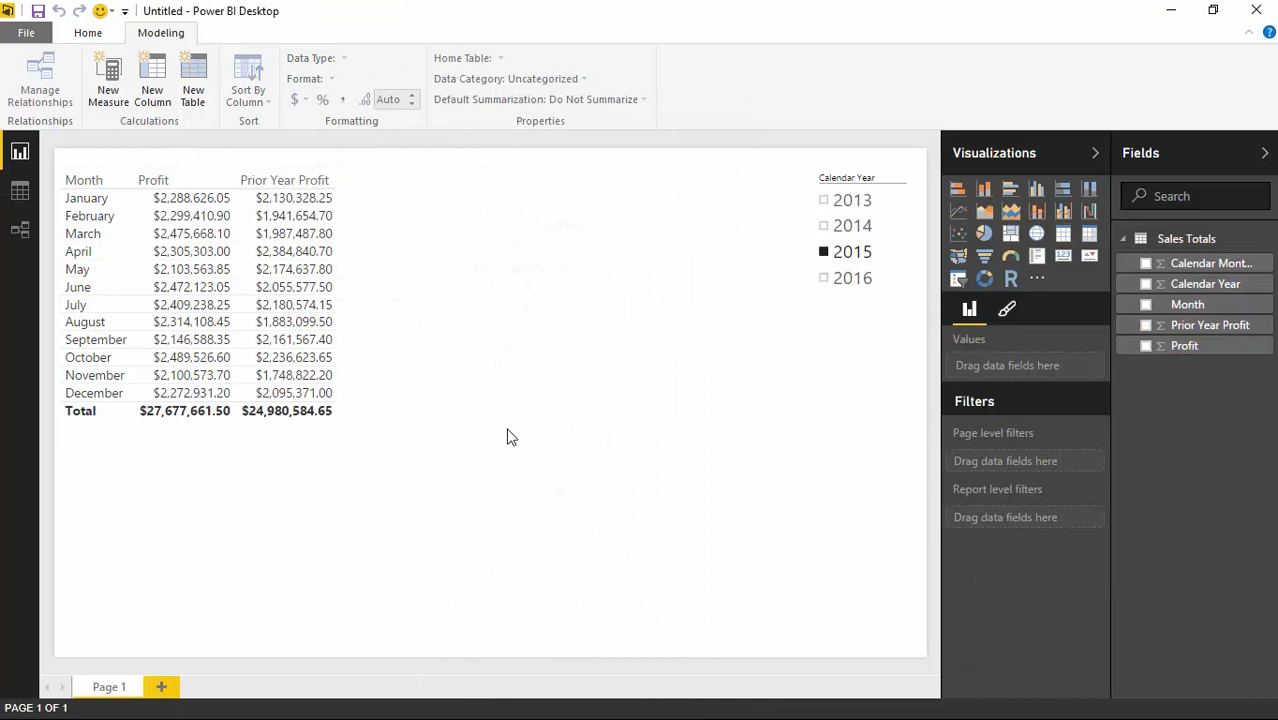 Untitled - Power BI Desktop
File Home Modeling
Manage Relationships
Relationships
New Measure
New Column
New Table
Calculations
Sort By Column
Sort
Data Type:
Format:
$ % , .00 Auto
Formatting
Home Table:
Data Category: Uncategorized
Default Summarization: Do Not Summarize
Properties
Month Profit Prior Year Profit
January $2,288,626.05 $2,130,328.25
February $2,299,410.90 $1,941,654.70
March $2,475,668.10 $1,987,487.80
April $2,305,303.00 $2,384,840.70
May $2,103,563.85 $2,174,637.80
June $2,472,123.05 $2,055,577.50
July $2,409,238.25 $2,180,574.15
August $2,314,108.45 $1,883,099.50
September $2,146,588.35 $2,161,567.40
October $2,489,526.60 $2,236,623.65
November $2,100,573.70 $1,748,822.20
December $2,272,931.20 $2,095,371.00
Total $27,677,661.50 $24,980,584.65
Calendar Year
2013
2014
2015
2016
Visualizations
Values
Drag data fields here
Filters
Page level filters
Drag data fields here
Report level filters
Drag data fields here
Fields
Search
Sales Totals
Calendar Mont...
Calendar Year
Month
Prior Year Profit
Profit
Page 1
PAGE 1 OF 1